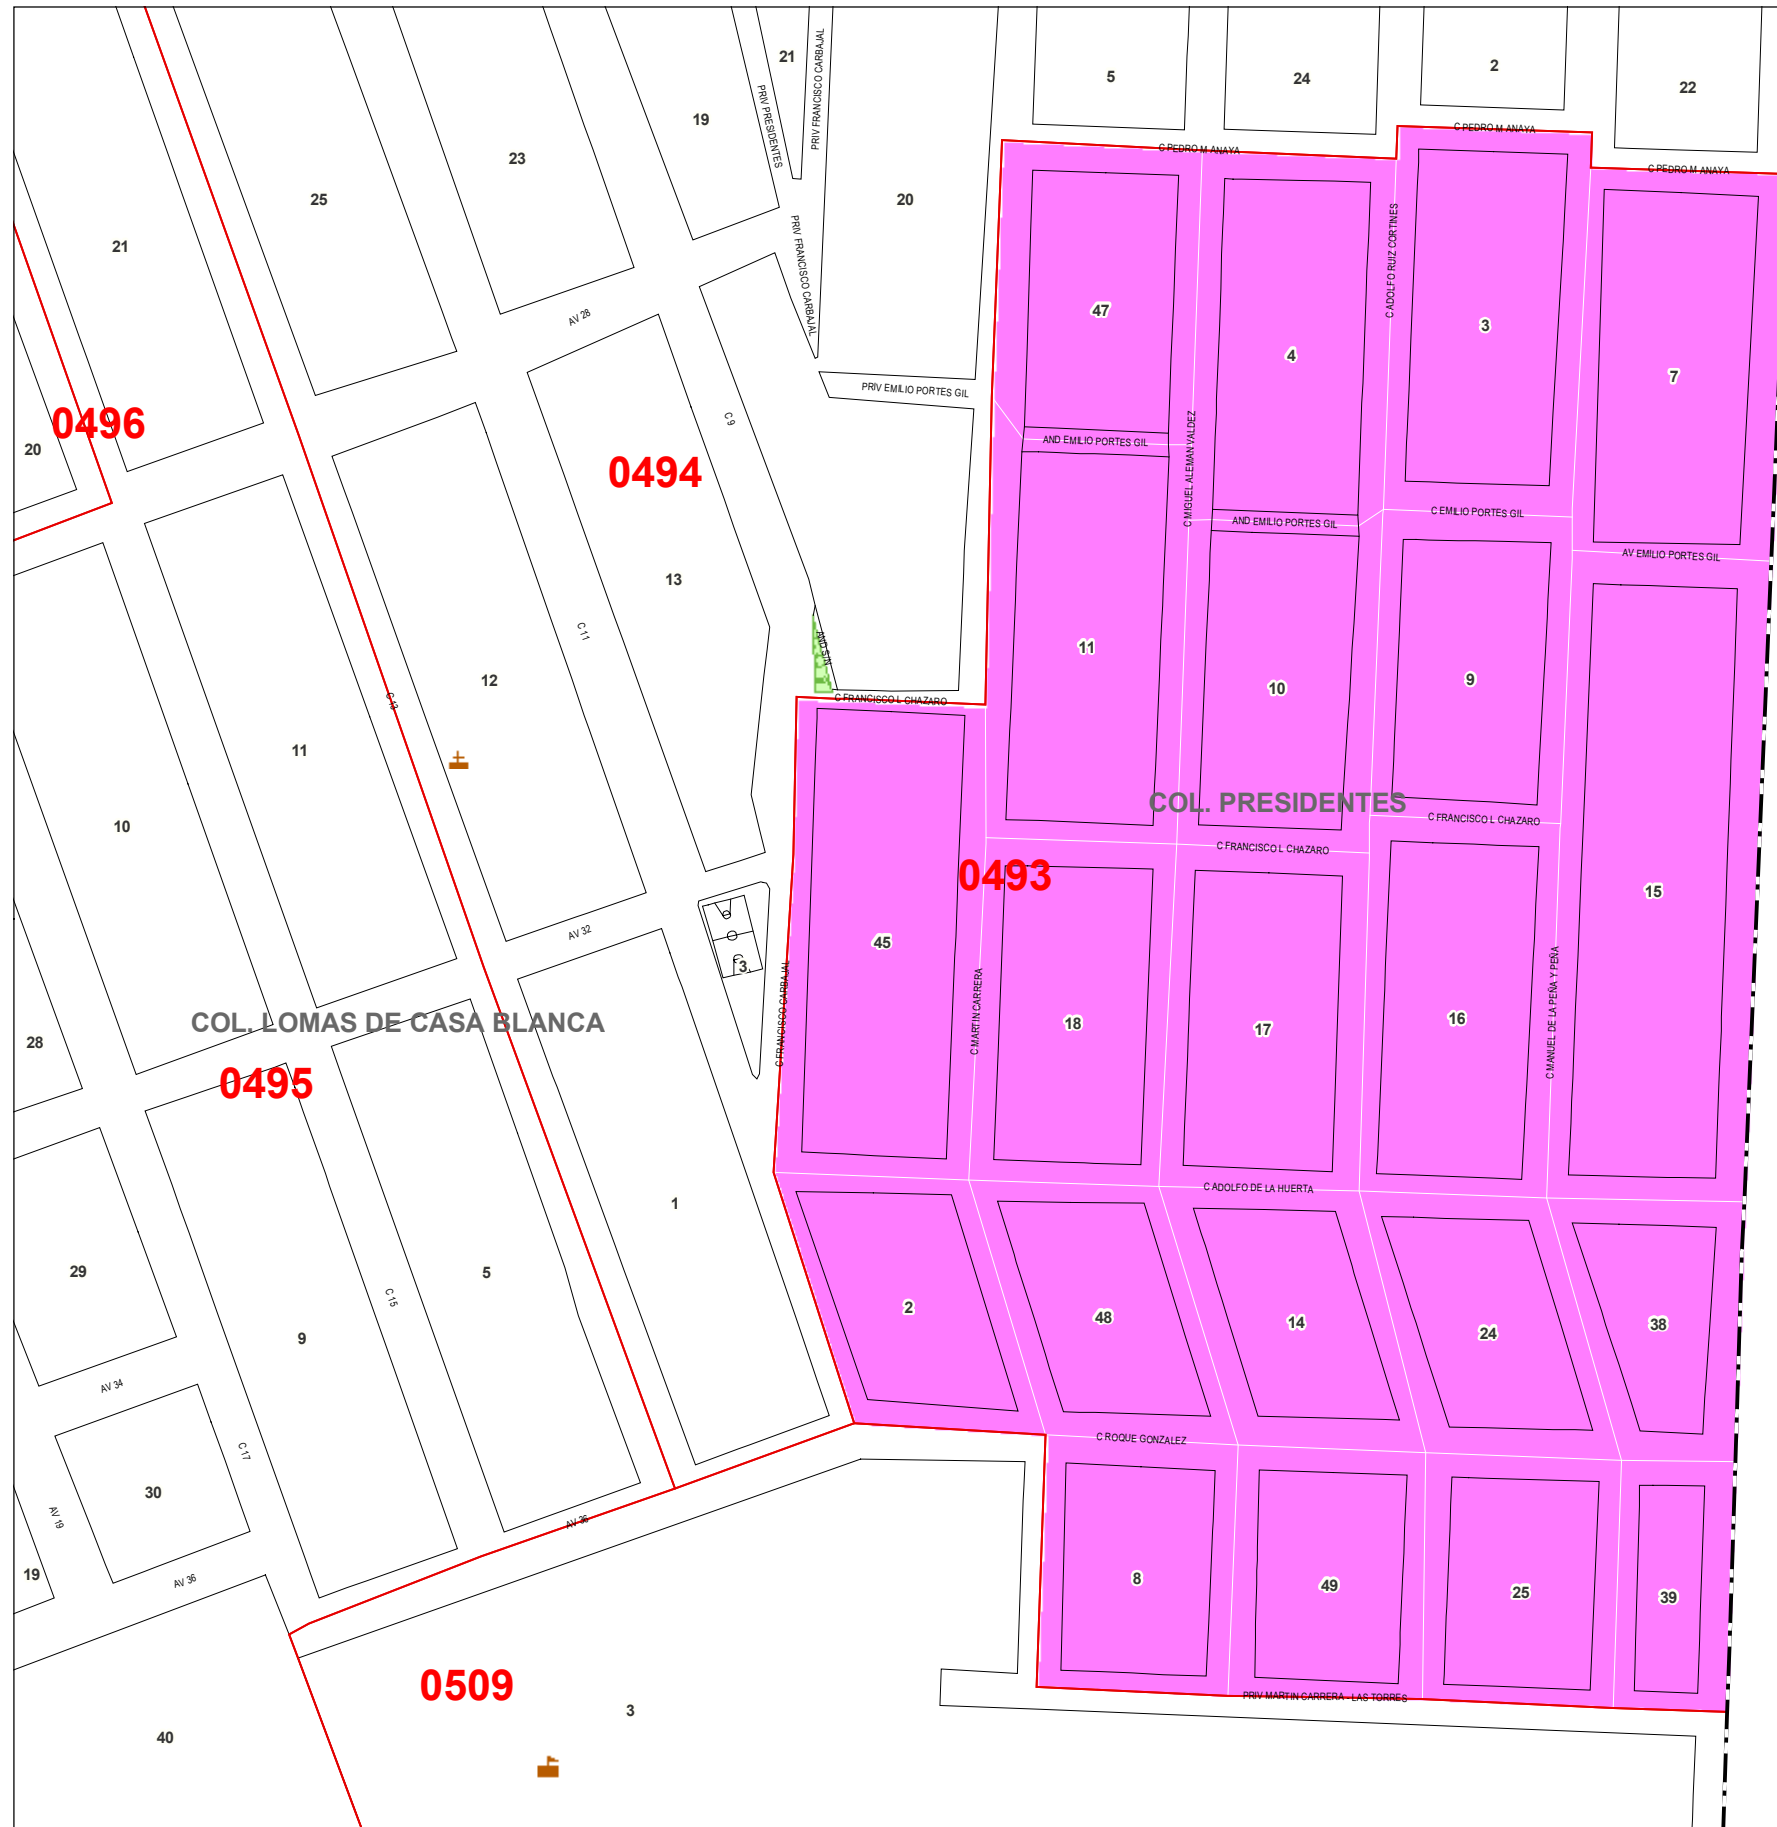 21
5
24
2
22
PRIV PRESIDENTES
PRIV FRANCISCO CARBAJAL
19
C PEDRO M ANAYA
C PEDRO M ANAYA
C PEDRO M ANAYA
23
25
20
21
PRIV FRANCISCO CARBAJAL
C ADOLFO RUIZ CORTINES
AV 28
47
4
3
7
PRIV EMILIO PORTES GIL
0496
20
C 9
0494
AND EMILIO PORTES GIL
C MIGUEL ALEMAN VALDEZ
AND EMILIO PORTES GIL
C EMILIO PORTES GIL
AV EMILIO PORTES GIL
13
C 11
AND S/N
11
10
9
12
C 13
C FRANCISCO L CHAZARO
11
10
COL. PRESIDENTES
C FRANCISCO L CHAZARO
C FRANCISCO L CHAZARO
0493
15
AV 32
45
3
C FRANCISCO CARBAJAL
C MARTIN CARRERA
C MANUEL DE LA PEÑA Y PEÑA
COL. LOMAS DE CASA BLANCA
28
18
17
16
0495
C ADOLFO DE LA HUERTA
1
29
5
C 15
9
2
48
14
24
38
AV 34
C 17
C ROQUE GONZALEZ
30
AV 19
AV 36
8
49
25
39
19
AV 36
0509
3
PRIV MARTIN CARRERA - LAS TORRES
40